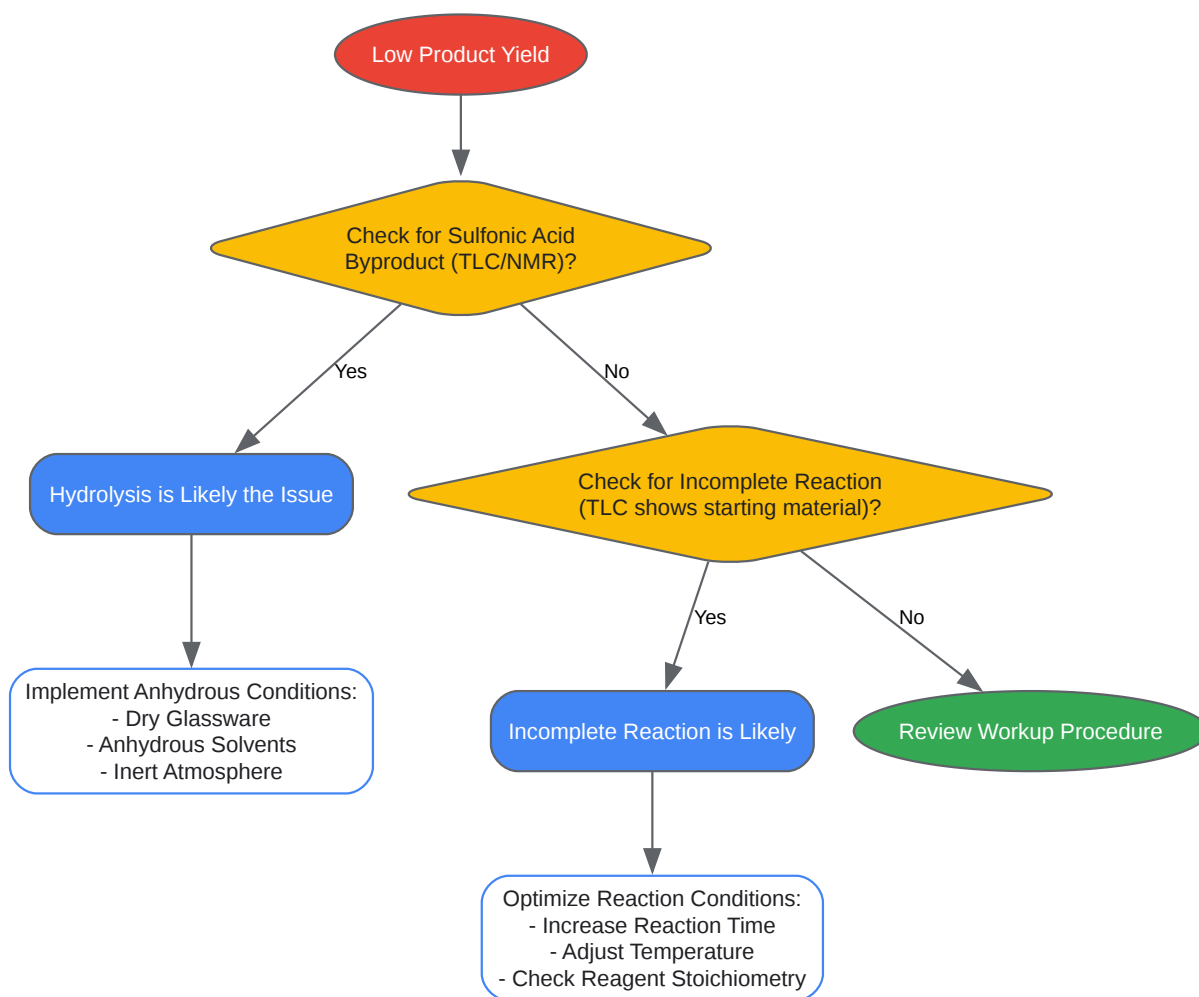 Low Product Yield
Check for Sulfonic Acid
Byproduct (TLC/NMR)?
Yes
No
Hydrolysis is Likely the Issue
Check for Incomplete Reaction
(TLC shows starting material)?
Yes
No
Implement Anhydrous Conditions:
- Dry Glassware
- Anhydrous Solvents
- Inert Atmosphere
Incomplete Reaction is Likely
Review Workup Procedure
Optimize Reaction Conditions:
- Increase Reaction Time
- Adjust Temperature
- Check Reagent Stoichiometry